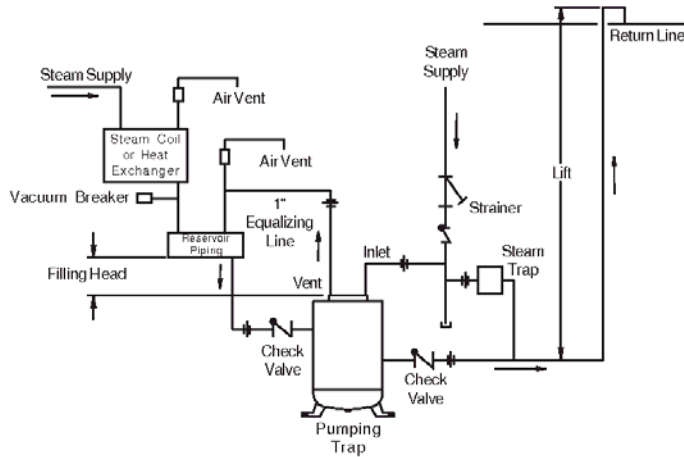 Return Line
Steam
Supply
Steam Supply
Air Vent
Steam Coil
or Heat
Exchanger
Air Vent
Lift
Vacuum Breaker
1"
Equalizing
Line
Strainer
Reservoir
Piping
Steam
Trap
Inlet
Filling Head
Vent
Check
Valve
Check
Valve
Pumping
Trap